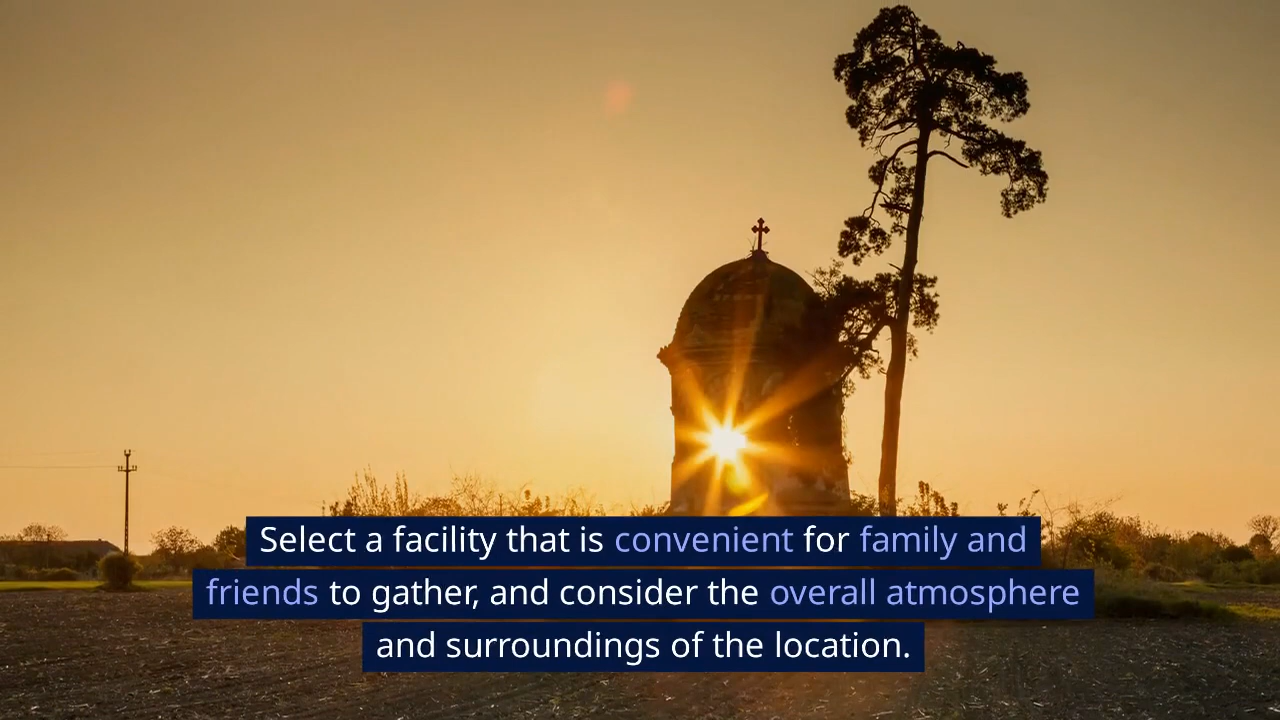 Select a facility that is convenient for family and
friends to gather, and consider the overall atmosphere
and surroundings of the location.